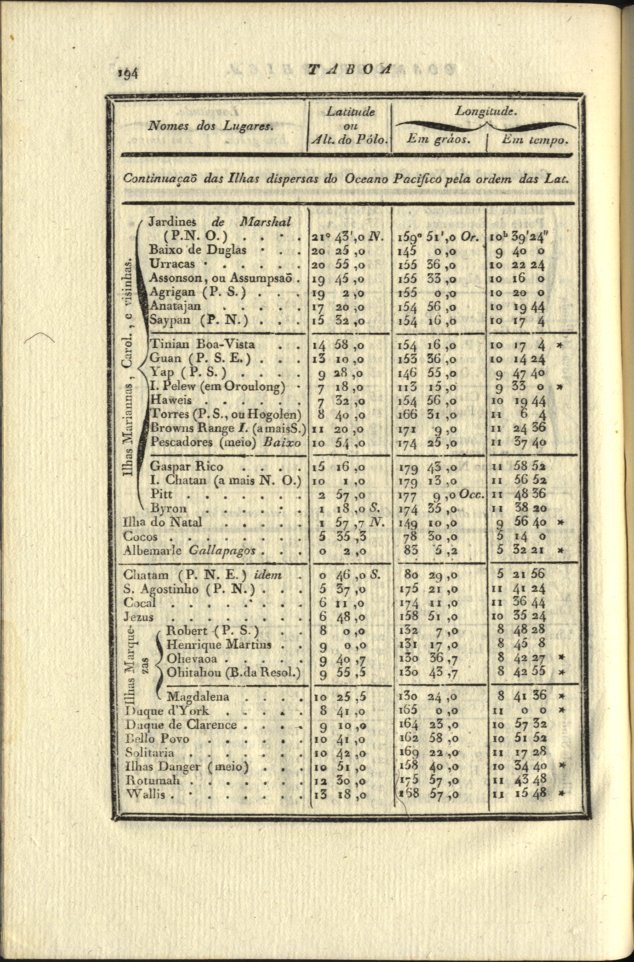 194 TABOA
Nomes dos Lugares. Latitude ou Alt. do Pólo. Longitude. Em gráos. Em tempo.
Continuaçaõ das Ilhas dispersas do Oceano Pacifico pela ordem das Lat.
Ilhas Mariannas, Carol., e visinhas.
Jardines de Marshal
(P.N. O.) . . . . 21° 43',0 N. 159° 51',0 Or. 10h 39'24"
Baixo de Duglas . . . 20 25 ,0 145 0 ,0 9 40 0
Urracas . . . . . . 20 55 ,0 155 36 ,0 10 22 24
Assonson, ou Assumpsaõ . 19 45 ,0 155 33 ,0 10 16 0
Agrigan (P. S.) . . . 19 2 ,0 155 0 ,0 10 20 0
Anatajan . . . . . 17 20 ,0 154 56 ,0 10 19 44
Saypan (P. N.) . . . 15 32 ,0 154 16 ,0 10 17 4
Tinian Boa-Vista . . . 14 58 ,0 154 16 ,0 10 17 4 *
Guan (P. S. E.) . . . 13 10 ,0 153 36 ,0 10 14 24
Yap (P. S.) . . . . 9 28 ,0 146 55 ,0 9 47 40
I. Pelew (em Oroulong) . 7 18 ,0 113 15 ,0 9 33 0 *
Haweis . . . . . . 7 32 ,0 154 56 ,0 10 19 44
Torres (P. S., ou Hogolen) 8 40 ,0 166 31 ,0 11 6 4
Browns Range I. (a mais S.) 11 20 ,0 171 9 ,0 11 24 36
Pescadores (meio) Baixo 10 54 ,0 174 25 ,0 11 37 40
Gaspar Rico . . . . 15 16 ,0 179 43 ,0 11 58 52
I. Chatan (a mais N. O.) 10 1 ,0 179 13 ,0 11 56 52
Pitt . . . . . . . 2 57 ,0 177 9 ,0 Occ. 11 48 36
Byron . . . . . . 1 18 ,0 S. 174 35 ,0 11 38 20
Ilha do Natal . . . . 1 57 ,7 N. 149 10 ,0 9 56 40 *
Cocos . . . . . . . 5 35 ,3 78 30 ,0 5 14 0
Albemarle Gallapagos . . . 0 2 ,0 83 5 ,2 5 32 21 *
Chatam (P. N. E.) idem . 0 46 ,0 S. 80 29 ,0 5 21 56
S. Agostinho (P. N.) . . . 5 37 ,0 175 21 ,0 11 41 24
Cocal . . . . . . . 6 11 ,0 174 11 ,0 11 36 44
Jezus . . . . . . . 6 48 ,0 158 51 ,0 10 35 24
Ilhas Marquezas
Robert (P. S.) . . . 8 0 ,0 132 7 ,0 8 48 28
Henrique Martins . . 9 0 ,0 131 17 ,0 8 45 8
Ohevaoa . . . . . 9 40 ,7 130 36 ,7 8 42 27 *
Ohitahou (B. da Resol.) 9 55 ,5 130 43 ,7 8 42 55 *
Magdalena . . . . 10 25 ,5 130 24 ,0 8 41 36 *
Duque d'York . . . . . 8 41 ,0 165 0 ,0 11 0 0 *
Duque de Clarence . . . . 9 10 ,0 164 23 ,0 10 57 32
Bello Povo . . . . . . 10 41 ,0 162 58 ,0 10 51 52
Solitaria . . . . . . . 10 42 ,0 169 22 ,0 11 17 28
Ilhas Danger (meio) . . . 10 51 ,0 158 40 ,0 10 34 40 *
Rotumah . . . . . . . 12 30 ,0 175 57 ,0 11 43 48
Wallis . . . . . . . . 13 18 ,0 168 57 ,0 11 15 48 *